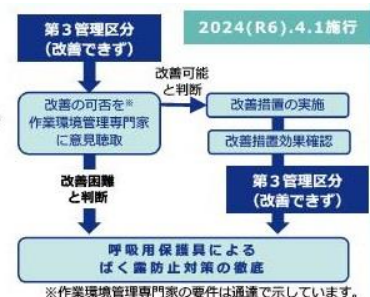 第3管理区分
(改善できず)
2024(R6).4.1施行
改善可能
と判断
改善の可否を※
作業環境管理専門家
に意見聴取
改善措置の実施
改善措置効果確認
改善困難
と判断
第3管理区分
(改善できず)
呼吸用保護具による
ばく露防止対策の徹底
※作業環境管理専門家の要件は通達で示しています。